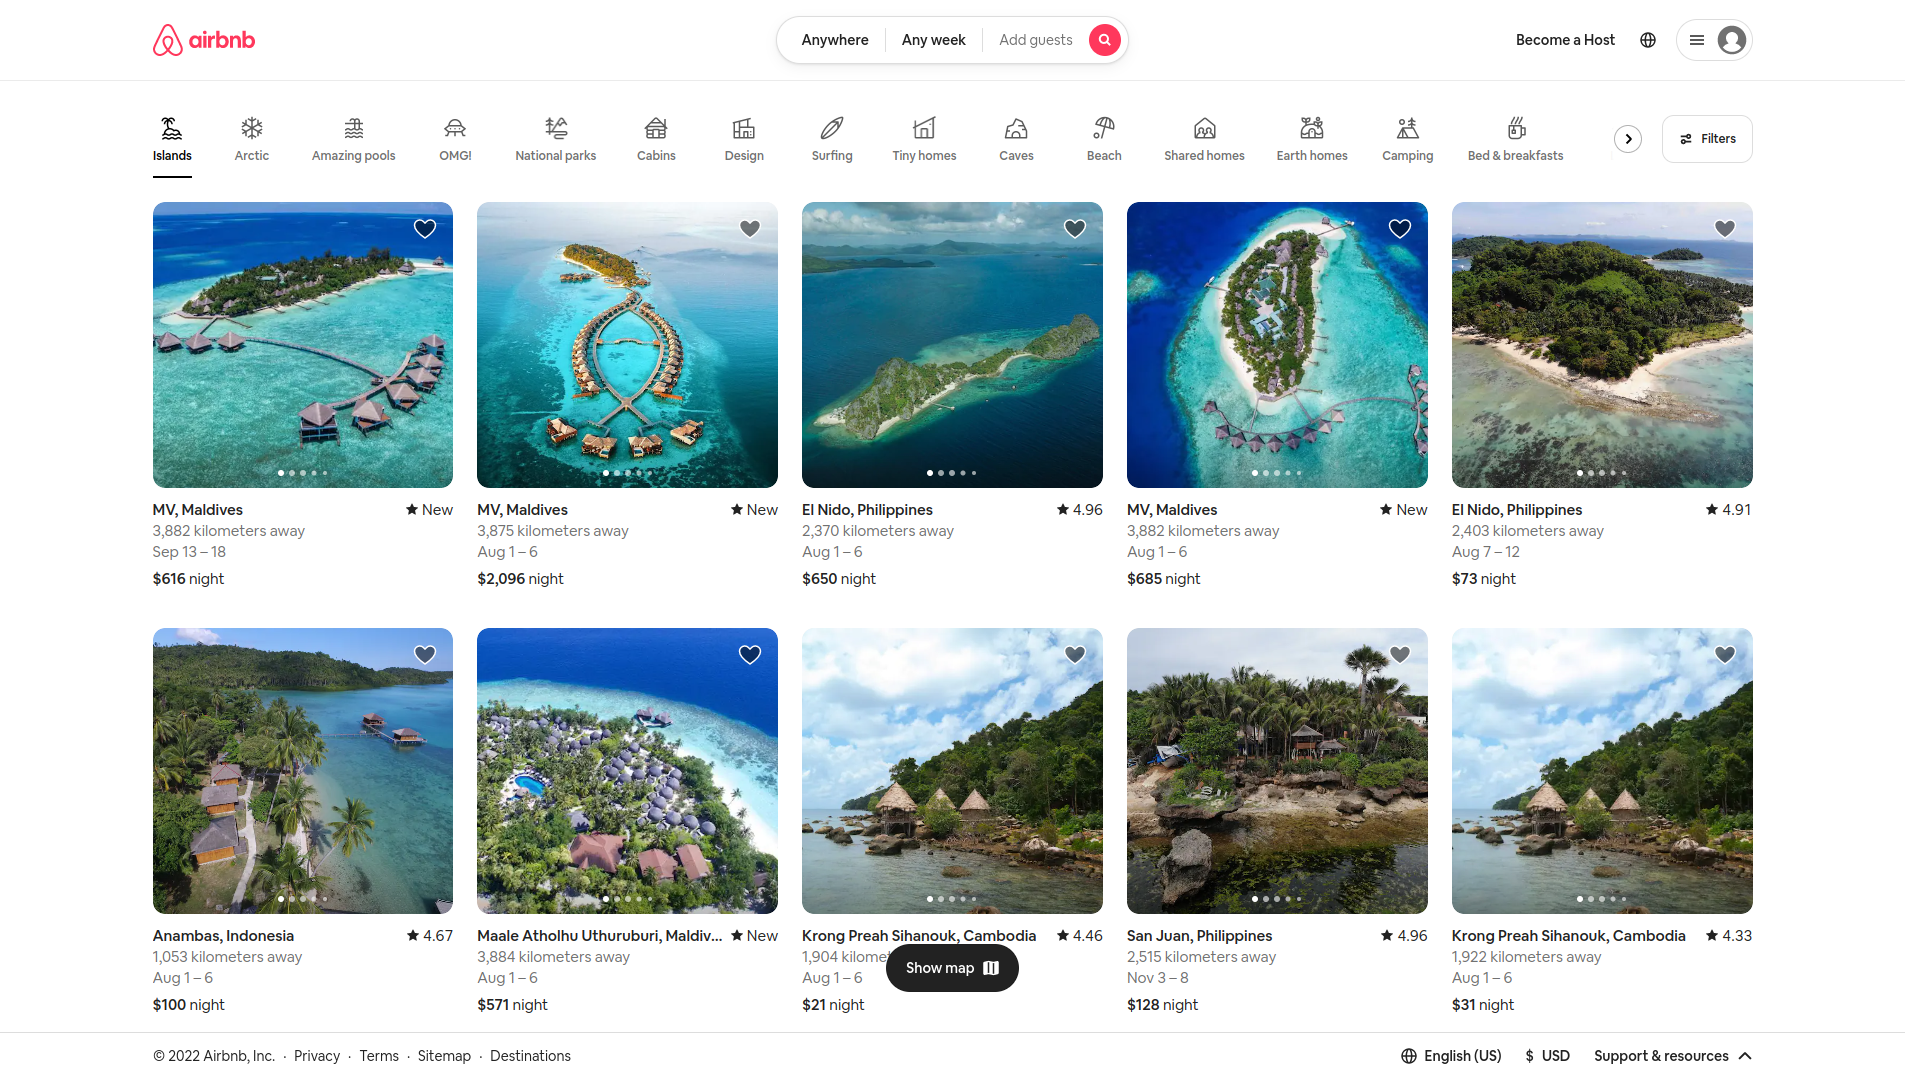 airbnb
Anywhere
Any week
Add guests
Become a Host
Islands
Arctic
Amazing pools
OMG!
National parks
Cabins
Design
Surfing
Tiny homes
Caves
Beach
Shared homes
Earth homes
Camping
Bed & breakfasts
Filters
MV, Maldives
New
3,882 kilometers away
Sep 13 – 18
$616 night
MV, Maldives
New
3,875 kilometers away
Aug 1 – 6
$2,096 night
El Nido, Philippines
4.96
2,370 kilometers away
Aug 1 – 6
$650 night
MV, Maldives
New
3,882 kilometers away
Aug 1 – 6
$685 night
El Nido, Philippines
4.91
2,403 kilometers away
Aug 7 – 12
$73 night
Anambas, Indonesia
4.67
1,053 kilometers away
Aug 1 – 6
$100 night
Maale Atholhu Uthuruburi, Maldiv...
New
3,884 kilometers away
Aug 1 – 6
$571 night
Krong Preah Sihanouk, Cambodia
4.46
1,904 kilome
Aug 1 – 6
$21 night
Show map
San Juan, Philippines
4.96
2,515 kilometers away
Nov 3 – 8
$128 night
Krong Preah Sihanouk, Cambodia
4.33
1,922 kilometers away
Aug 1 – 6
$31 night
© 2022 Airbnb, Inc. · Privacy · Terms · Sitemap · Destinations
English (US)
$ USD
Support & resources